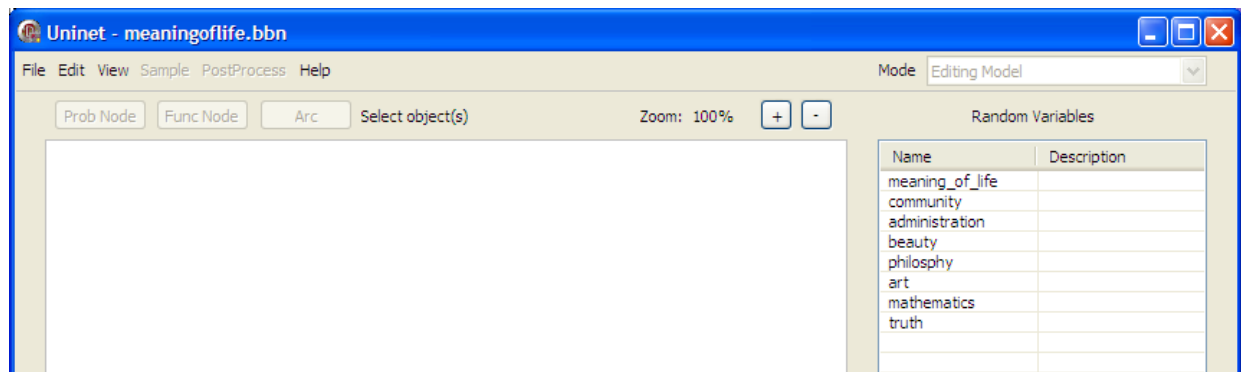 Uninet - meaningoflife.bbn
File Edit View Sample PostProcess Help Mode Editing Model
Prob Node Func Node Arc Select object(s) Zoom: 100% + - Random Variables
Name Description
meaning_of_life
community
administration
beauty
philosphy
art
mathematics
truth